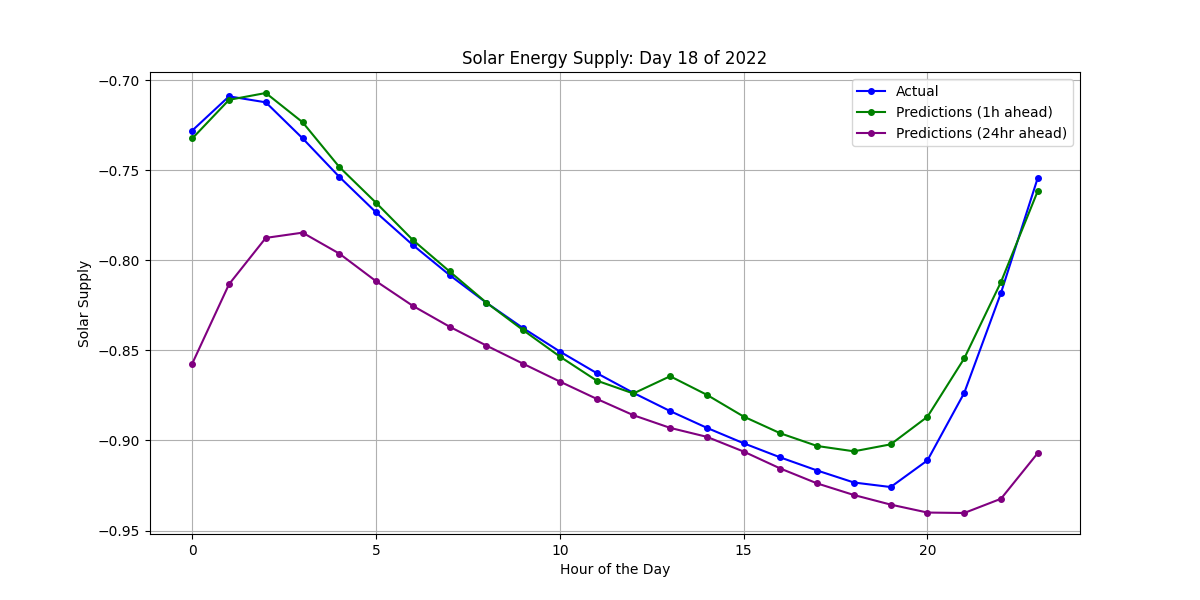 Solar Energy Supply: Day 18 of 2022
Actual
Predictions (1h ahead)
Predictions (24hr ahead)
Solar Supply
−0.70
−0.75
−0.80
−0.85
−0.90
−0.95
0 5 10 15 20
Hour of the Day